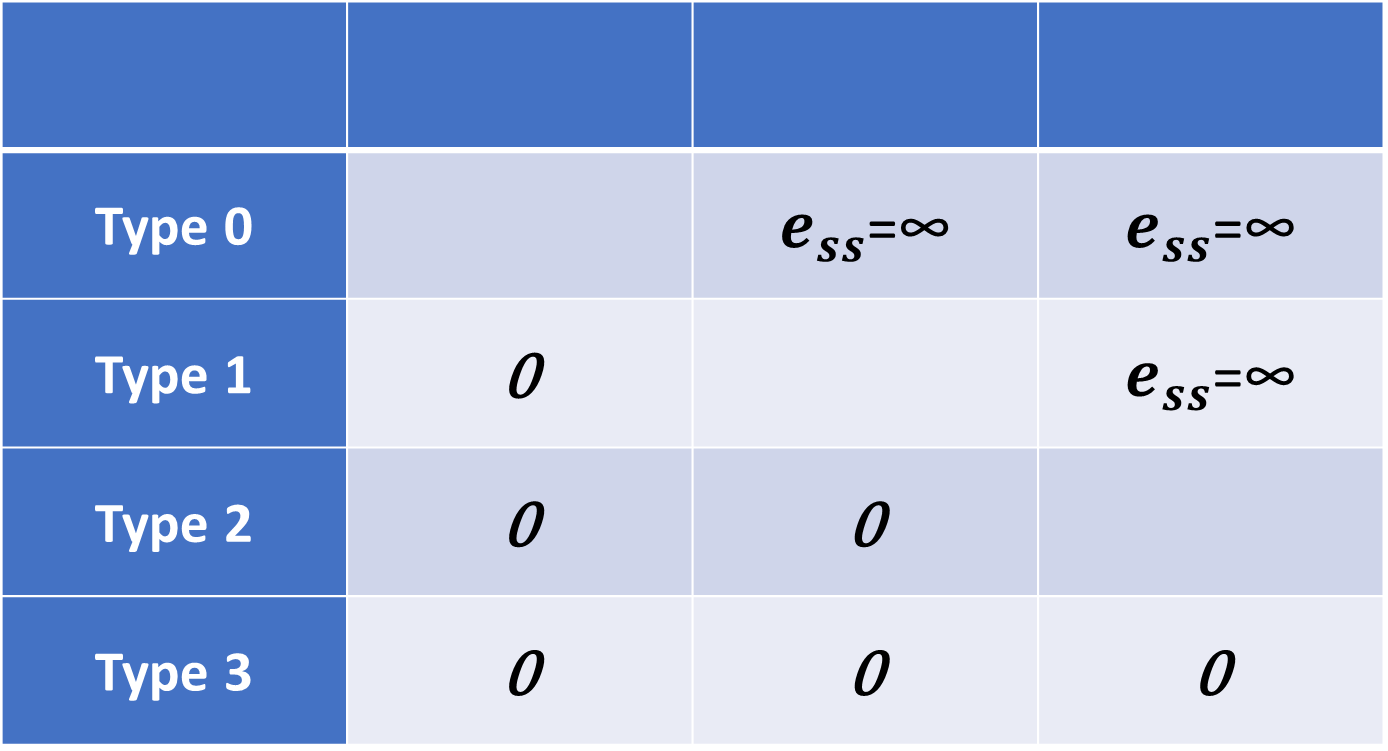 Type 0 e_ss=∞ e_ss=∞
Type 1 0 e_ss=∞
Type 2 0 0
Type 3 0 0 0